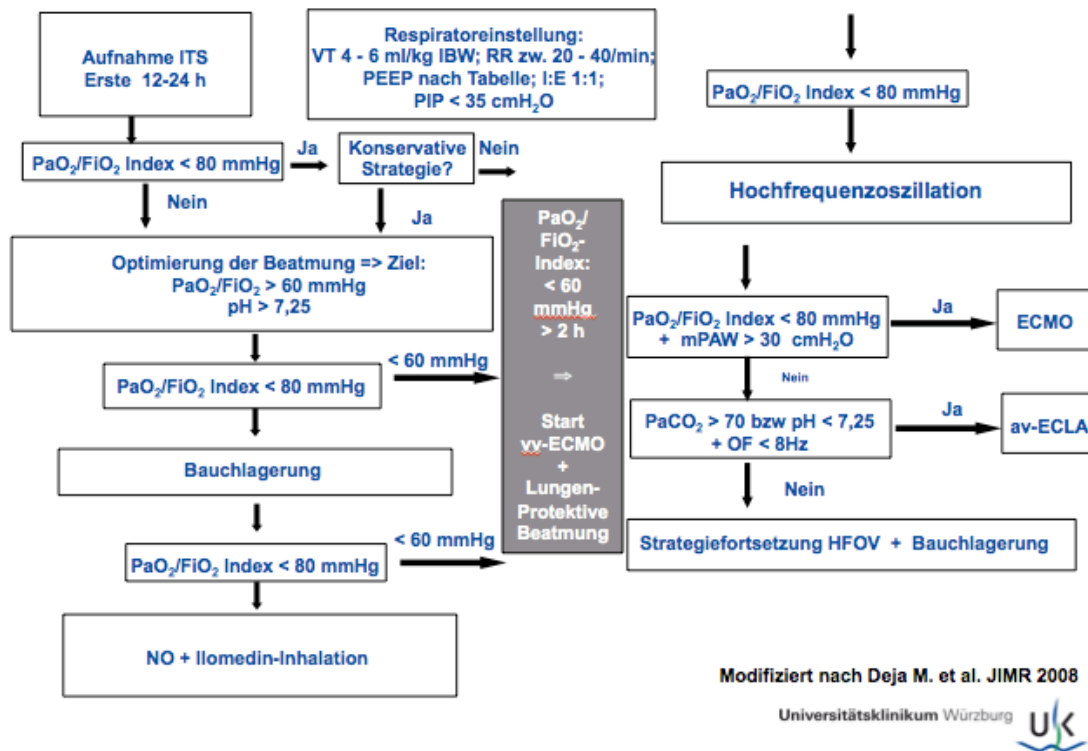 Aufnahme ITS
Erste 12-24 h
Respiratoreinstellung:
VT 4 - 6 ml/kg IBW; RR zw. 20 - 40/min;
PEEP nach Tabelle; I:E 1:1;
PIP < 35 cmH₂O
PaO₂/FiO₂ Index < 80 mmHg
Ja
Konservative
Strategie?
Nein
Nein
Ja
Optimierung der Beatmung => Ziel:
PaO₂/FiO₂ > 60 mmHg
pH > 7,25
PaO₂/FiO₂ Index < 80 mmHg
< 60 mmHg
Bauchlagerung
PaO₂/FiO₂ Index < 80 mmHg
< 60 mmHg
NO + Ilomedin-Inhalation
PaO₂/
FiO₂-
Index:
< 60
mmHg
> 2 h
⇒
Start
vv-ECMO
+
Lungen-
Protektive
Beatmung
PaO₂/FiO₂ Index < 80 mmHg
Hochfrequenzoszillation
PaO₂/FiO₂ Index < 80 mmHg
+ mPAW > 30 cmH₂O
Ja
ECMO
Nein
PaCO₂ > 70 bzw pH < 7,25
+ OF < 8Hz
Ja
av-ECLA
Nein
Strategiefortsetzung HFOV + Bauchlagerung
Modifiziert nach Deja M. et al. JIMR 2008
Universitätsklinikum Würzburg
UK